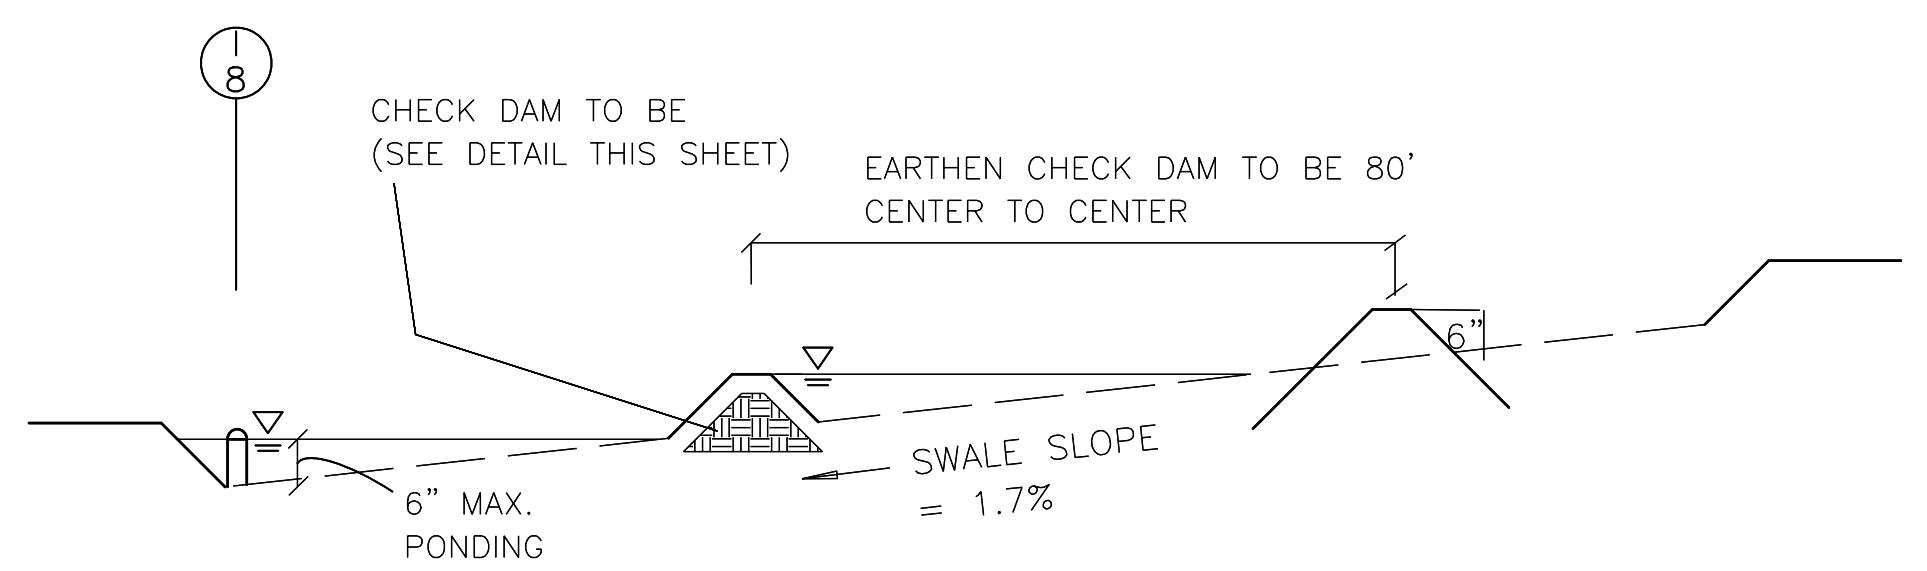 1
8
CHECK DAM TO BE
(SEE DETAIL THIS SHEET)
EARTHEN CHECK DAM TO BE 80'
CENTER TO CENTER
6"
SWALE SLOPE
= 1.7%
6" MAX.
PONDING